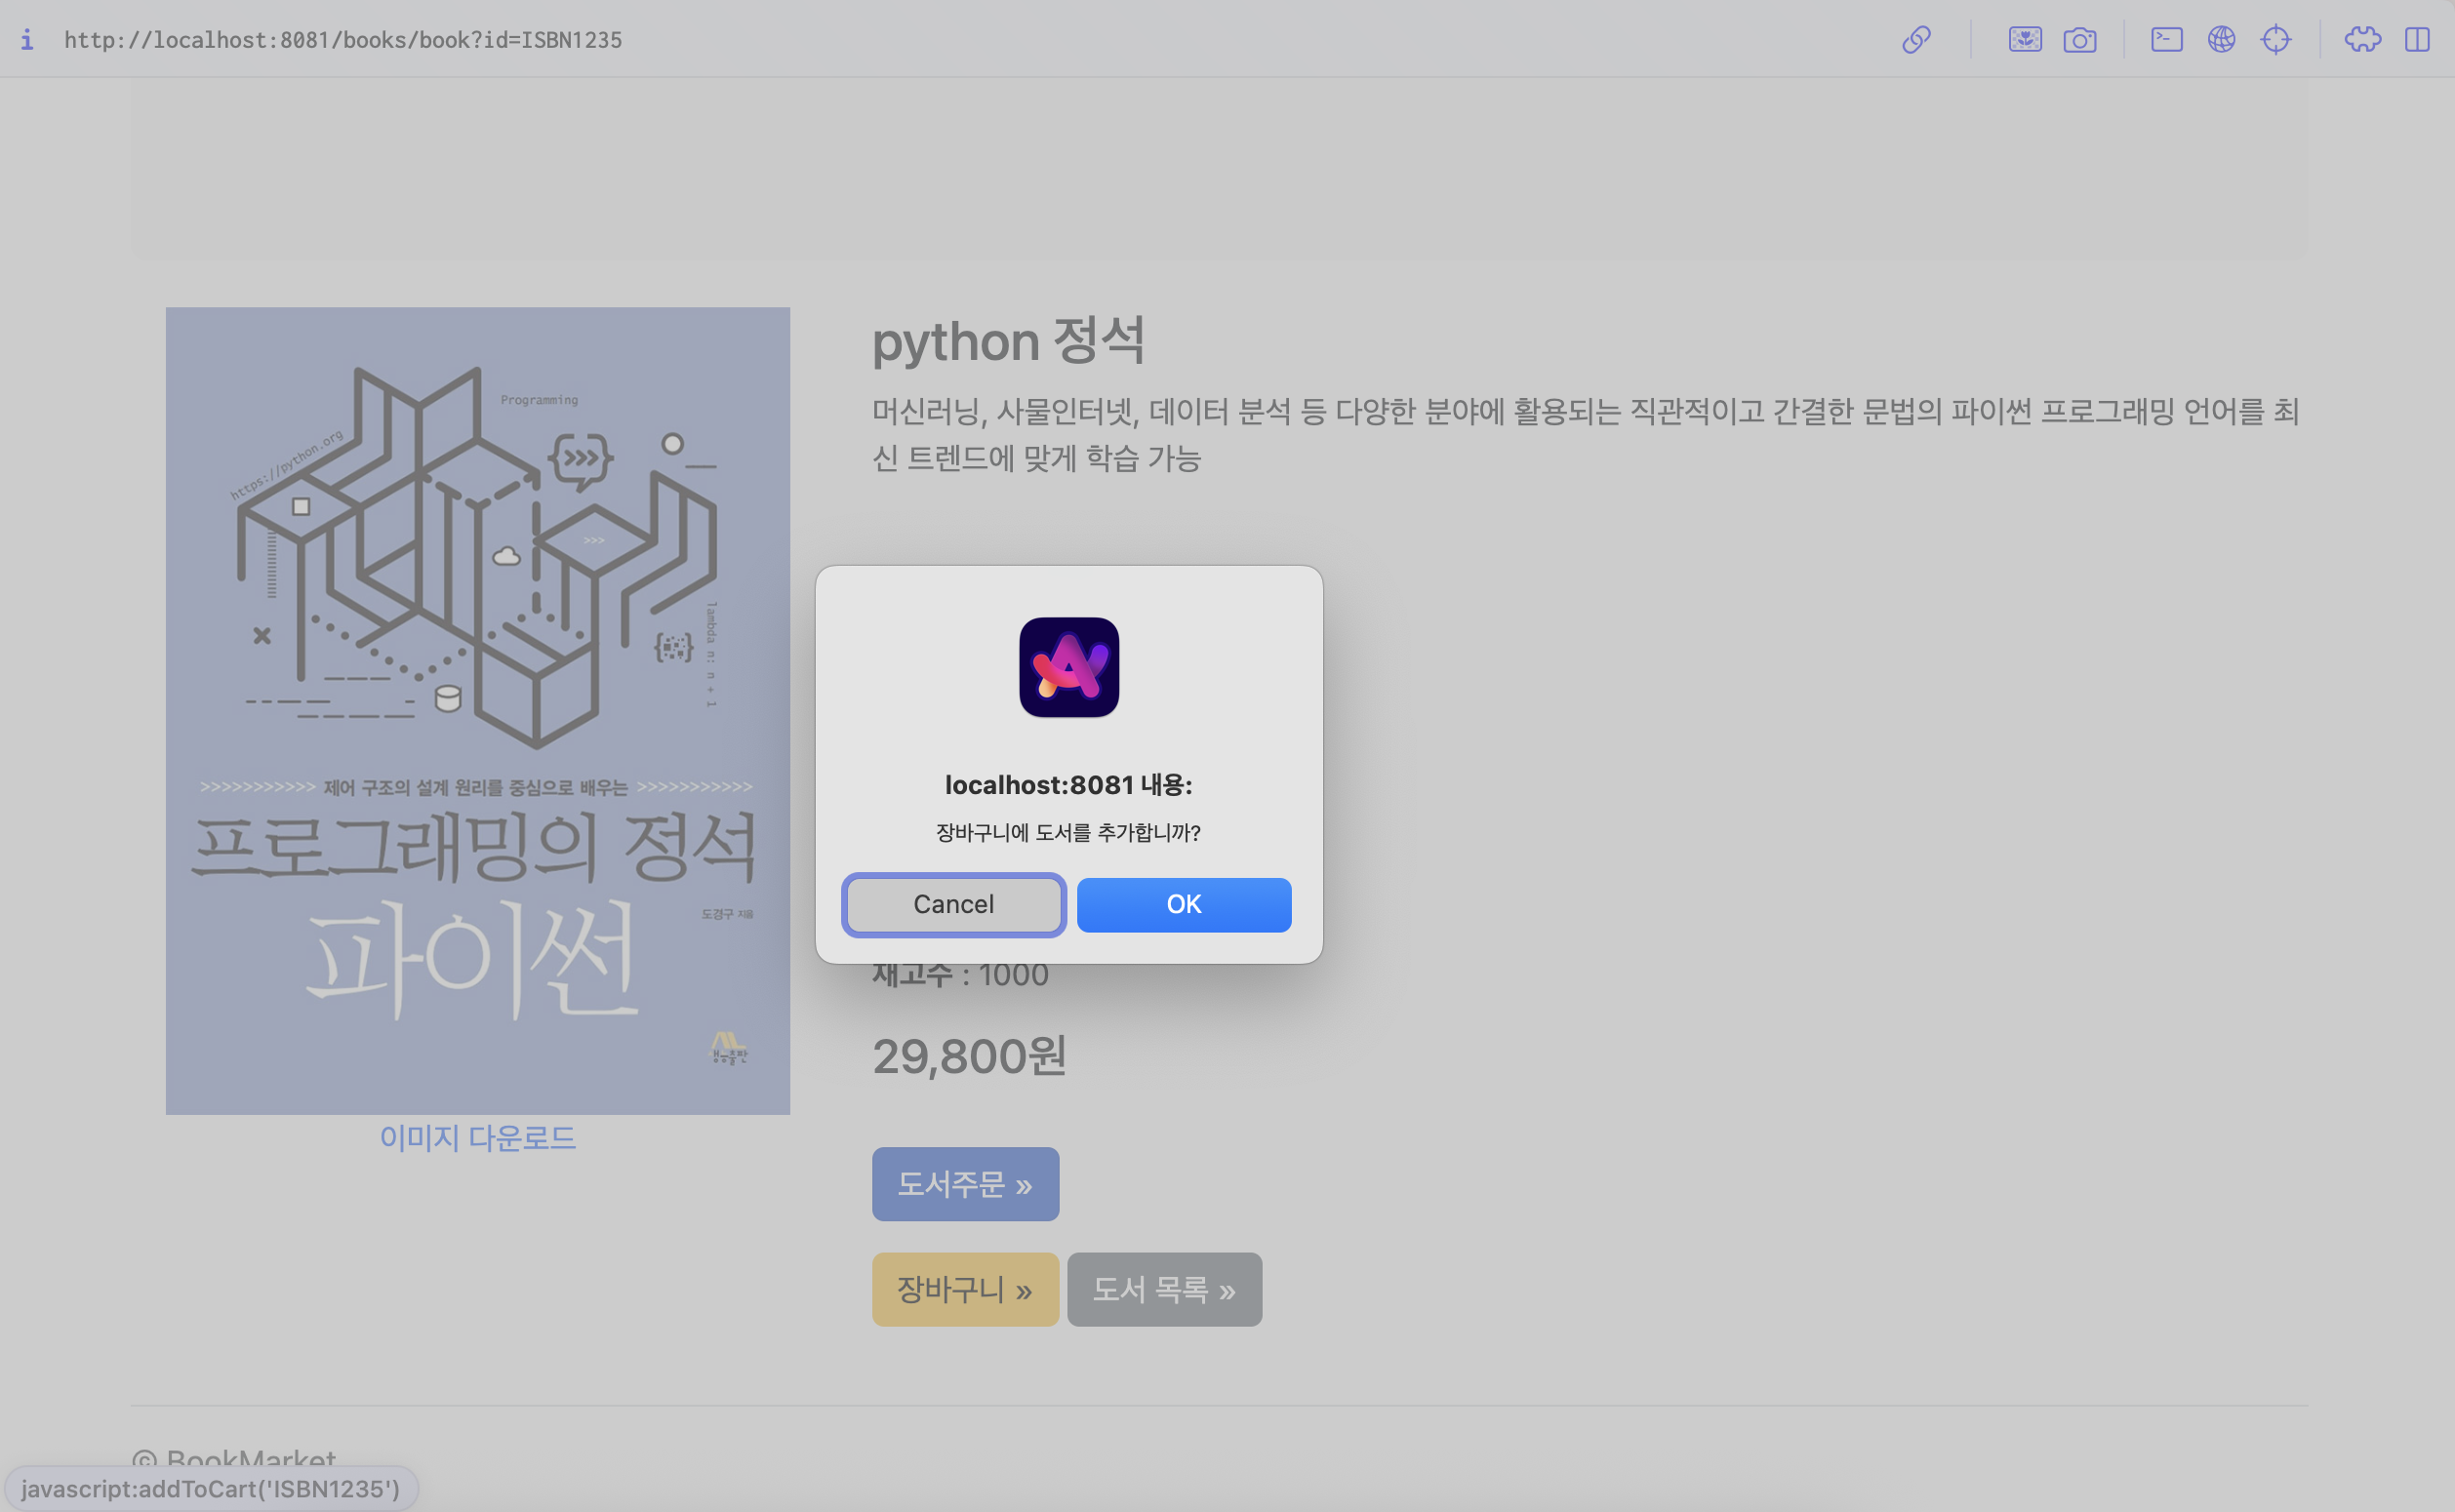 i http://localhost:8081/books/book?id=ISBN1235
python 정석
머신러닝, 사물인터넷, 데이터 분석 등 다양한 분야에 활용되는 직관적이고 간결한 문법의 파이썬 프로그래밍 언어를 최
신 트렌드에 맞게 학습 가능
Programming
https://python.org
>>>
>>>
lambda n: n + 1
>>>>>>>>>>> 제어 구조의 설계 원리를 중심으로 배우는 >>>>>>>>>>>
프로그래밍의 정석
파이썬
도경구 지음
생능출판
이미지 다운로드
localhost:8081 내용:
장바구니에 도서를 추가합니까?
Cancel
OK
재고수 : 1000
29,800원
도서주문 »
장바구니 » 도서 목록 »
© BookMarket
javascript:addToCart('ISBN1235')